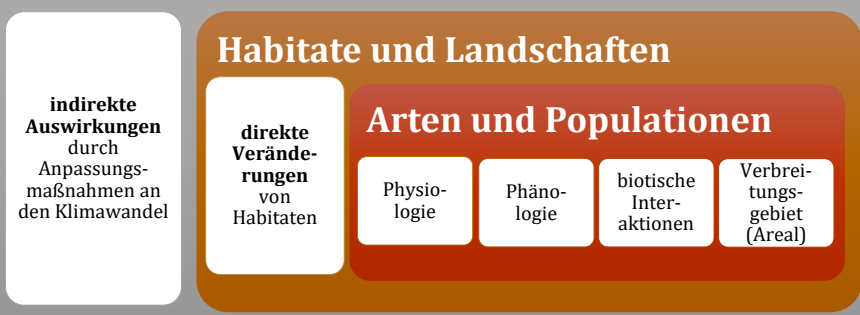 indirekte
Auswirkungen
durch
Anpassungs-
maßnahmen an
den Klimawandel
Habitate und Landschaften
direkte
Verände-
rungen
von
Habitaten
Arten und Populationen
Physio-
logie
Phäno-
logie
biotische
Inter-
aktionen
Verbrei-
tungs-
gebiet
(Areal)